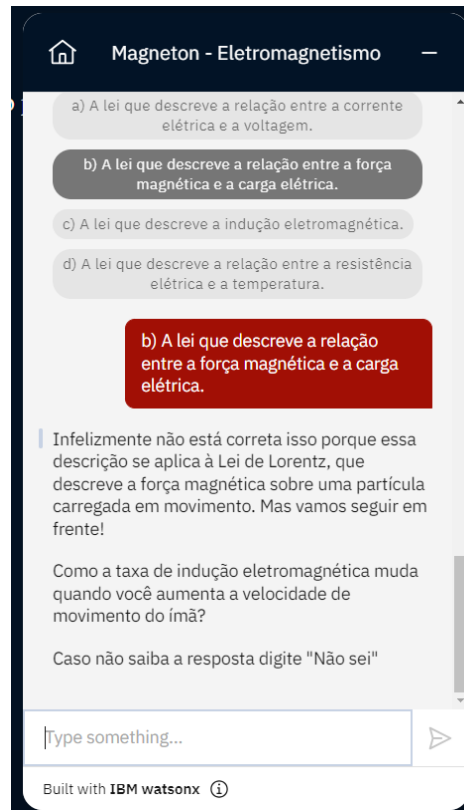 Magneton - Eletromagnetismo
a) A lei que descreve a relação entre a corrente
elétrica e a voltagem.
b) A lei que descreve a relação entre a força
magnética e a carga elétrica.
c) A lei que descreve a indução eletromagnética.
d) A lei que descreve a relação entre a resistência
elétrica e a temperatura.
b) A lei que descreve a relação
entre a força magnética e a carga
elétrica.
Infelizmente não está correta isso porque essa
descrição se aplica à Lei de Lorentz, que
descreve a força magnética sobre uma partícula
carregada em movimento. Mas vamos seguir em
frente!
Como a taxa de indução eletromagnética muda
quando você aumenta a velocidade de
movimento do ímã?
Caso não saiba a resposta digite "Não sei"
Type something...
Built with IBM watsonx